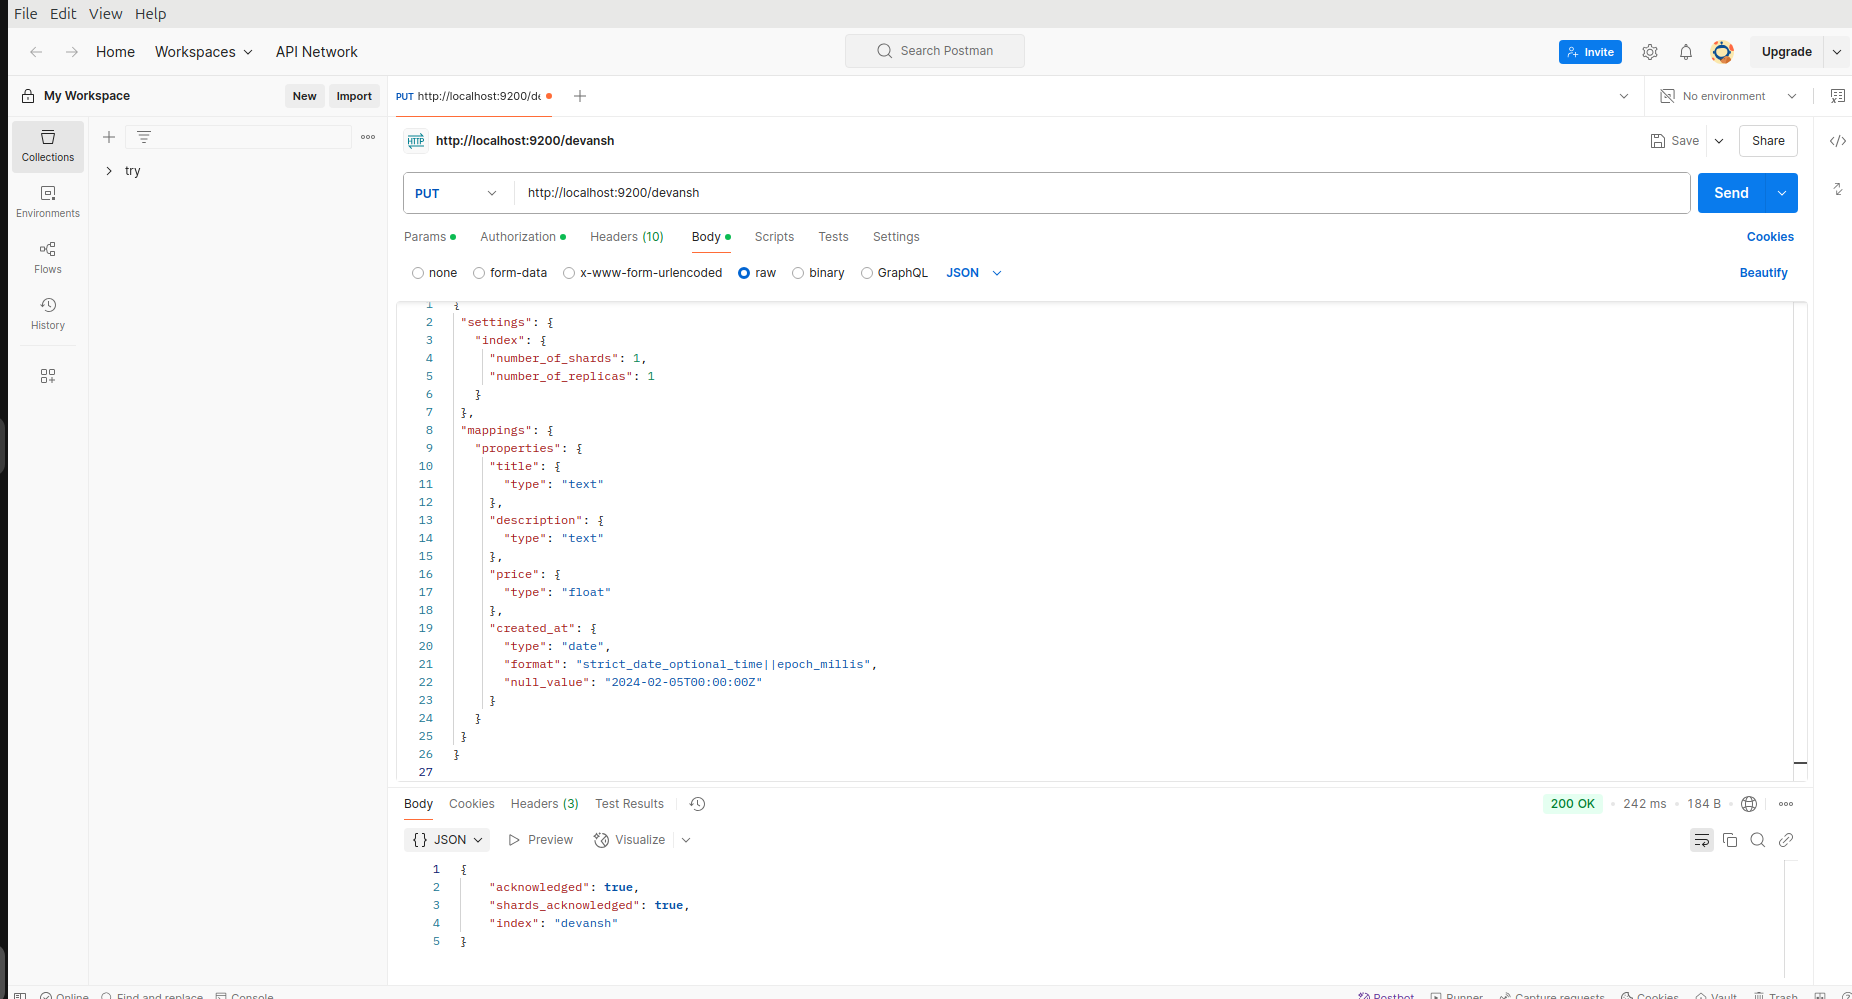 File Edit View Help
Home Workspaces API Network
Search Postman
Invite
Upgrade
My Workspace
New Import
PUT http://localhost:9200/de
No environment
Collections
try
Environments
Flows
History
HTTP http://localhost:9200/devansh
Save
Share
PUT http://localhost:9200/devansh
Send
Params Authorization Headers (10) Body Scripts Tests Settings
Cookies
none form-data x-www-form-urlencoded raw binary GraphQL JSON
Beautify
1 {
2 "settings": {
3 "index": {
4 "number_of_shards": 1,
5 "number_of_replicas": 1
6 }
7 },
8 "mappings": {
9 "properties": {
10 "title": {
11 "type": "text"
12 },
13 "description": {
14 "type": "text"
15 },
16 "price": {
17 "type": "float"
18 },
19 "created_at": {
20 "type": "date",
21 "format": "strict_date_optional_time||epoch_millis",
22 "null_value": "2024-02-05T00:00:00Z"
23 }
24 }
25 }
26 }
27
Body Cookies Headers (3) Test Results
200 OK 242 ms 184 B
{} JSON Preview Visualize
1 {
2 "acknowledged": true,
3 "shards_acknowledged": true,
4 "index": "devansh"
5 }
Online Find and replace Console
Postbot Runner Capture requests Cookies Vault Trash